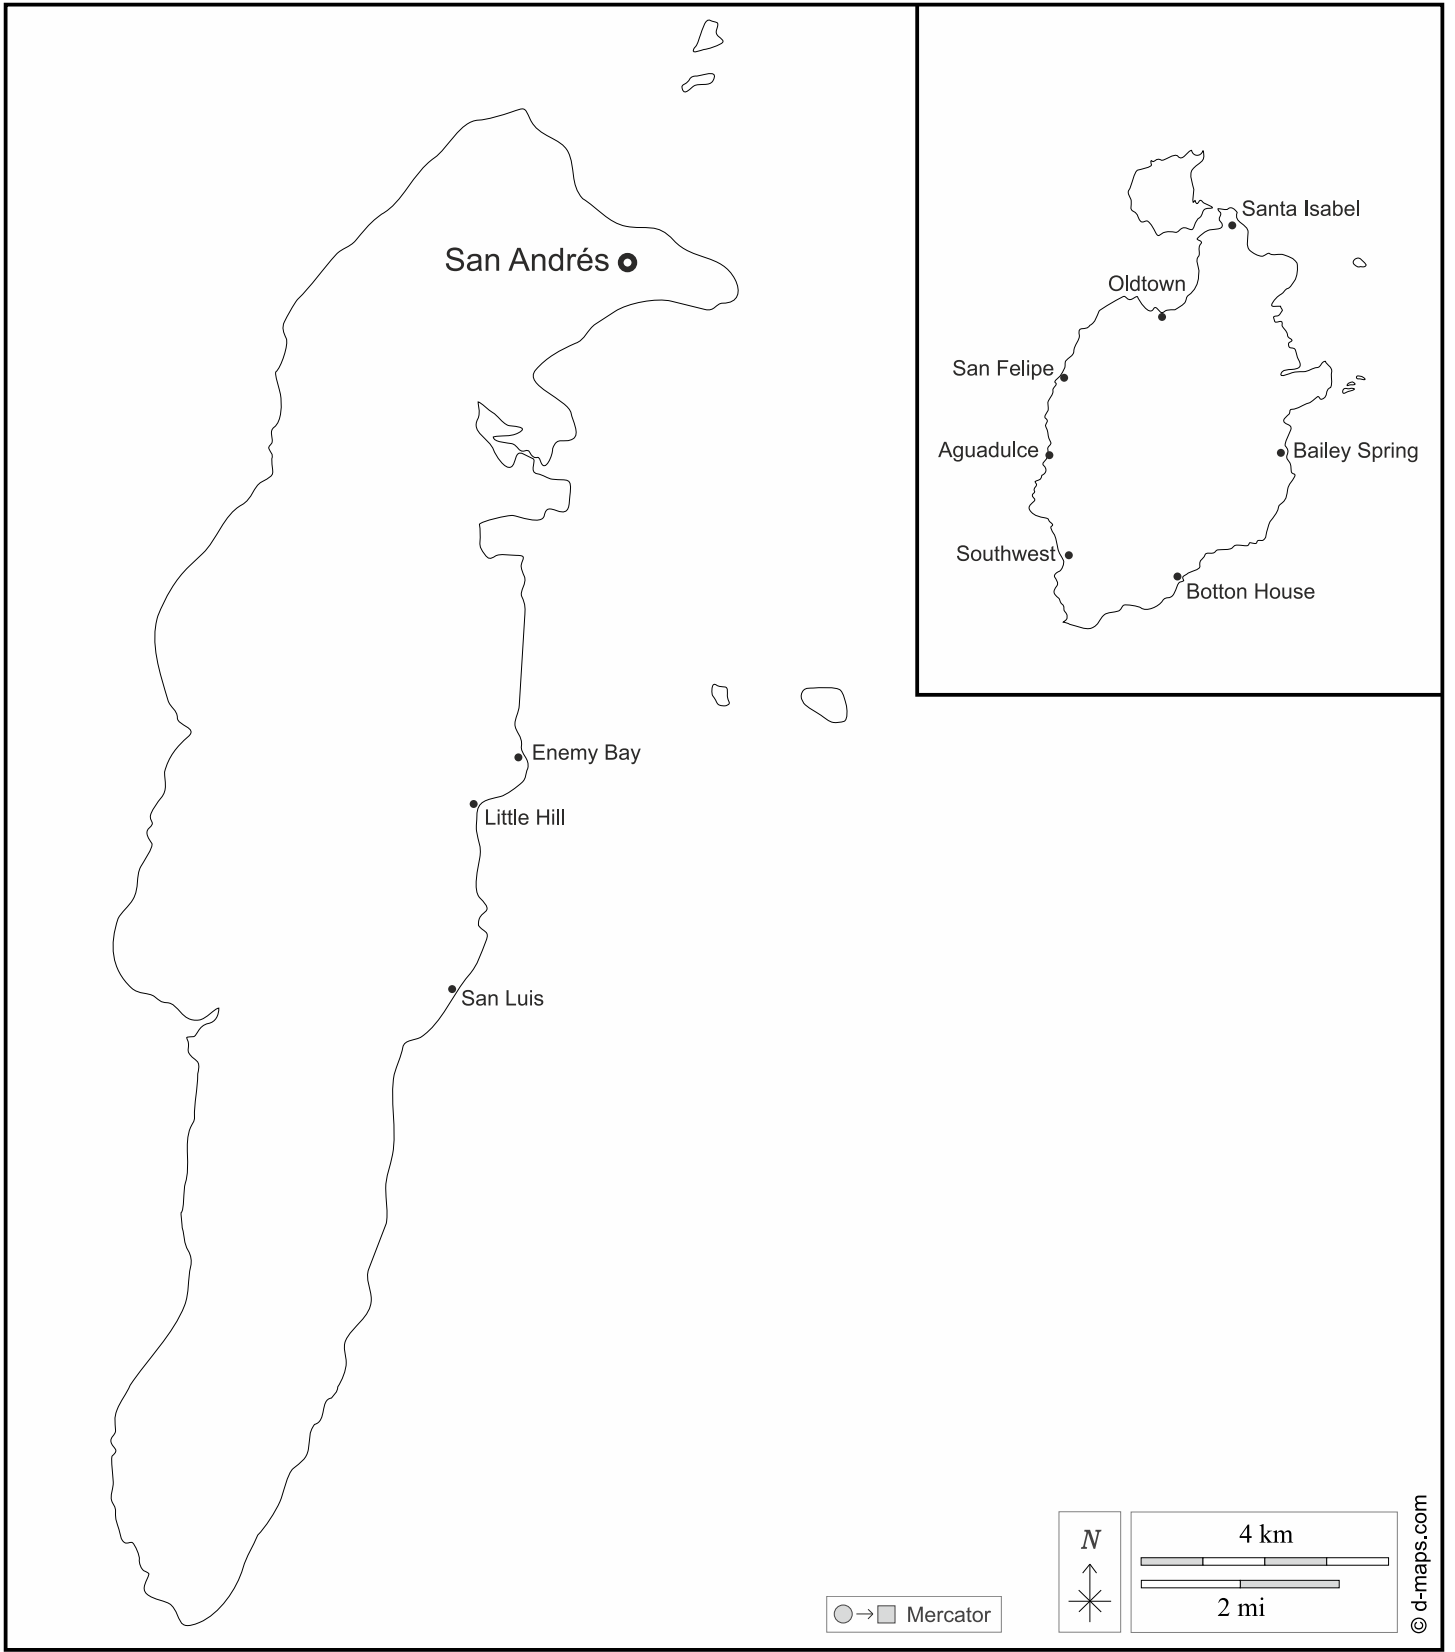 San Andrés
Enemy Bay
Little Hill
San Luis
Santa Isabel
Oldtown
San Felipe
Aguadulce
Bailey Spring
Southwest
Botton House
Mercator
N
4 km
2 mi
© d-maps.com